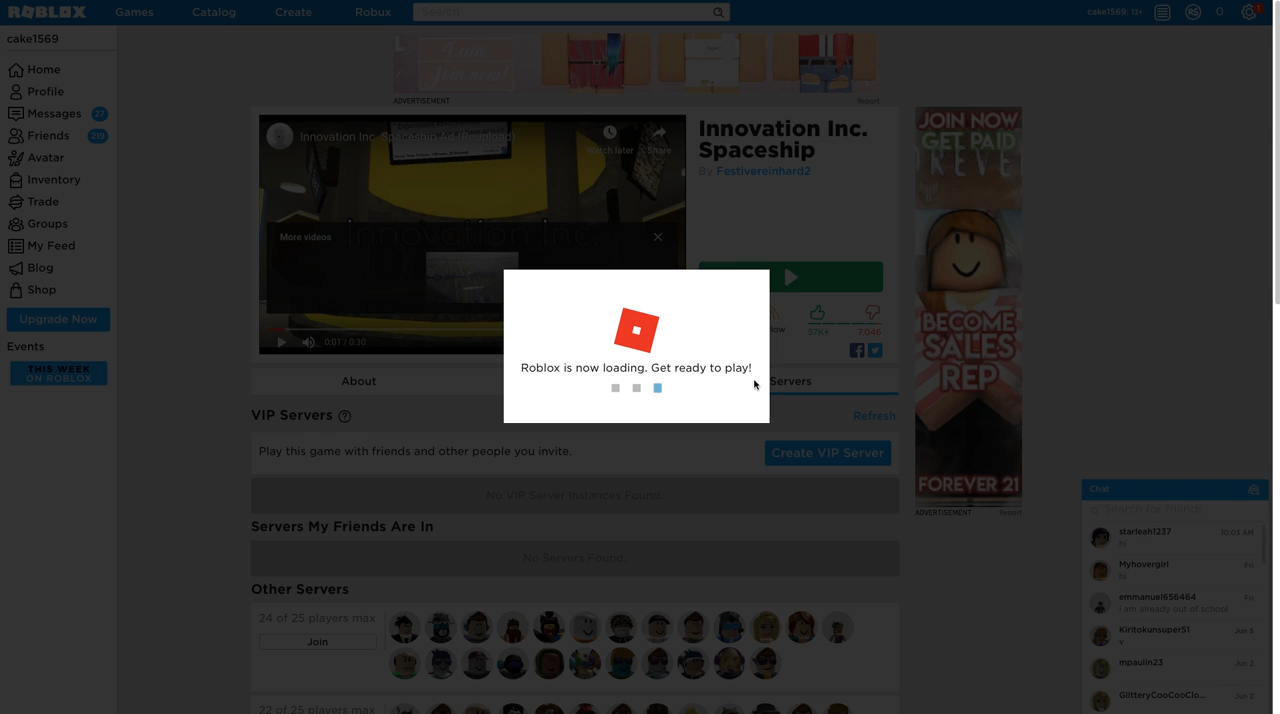 ROBLOX
Games
Catalog
Create
Robux
Search
cake1569: 13+
0
1
cake1569
Home
Profile
Messages
27
Friends
219
Avatar
Inventory
Trade
Groups
My Feed
Blog
Shop
Upgrade Now
Events
THIS WEEK
ON ROBLOX
I am
Join now!
ADVERTISEMENT
Report
Innovation Inc. Spaceship Ad (Reupload)
Watch later
Share
More videos
Innovation Inc.
0:01 / 0:30
Innovation Inc.
Spaceship
By Festivereinhard2
57K+
7,046
Roblox is now loading. Get ready to play!
About
Servers
VIP Servers
Refresh
Play this game with friends and other people you invite.
Create VIP Server
No VIP Server Instances Found.
Servers My Friends Are In
No Servers Found.
Other Servers
24 of 25 players max
Join
22 of 25 players max
JOIN NOW
GET PAID
BECOME
SALES
REP
FOREVER 21
ADVERTISEMENT
Report
Chat
Search for friends
starleah1237
10:03 AM
hi
Myhovergirl
Fri
hi
emmanuel656464
Fri
i am already out of school
Kiritokunsuper51
Jun 5
v
mpaulin23
Jun 2
GlitteryCooCooClo...
Jun 2